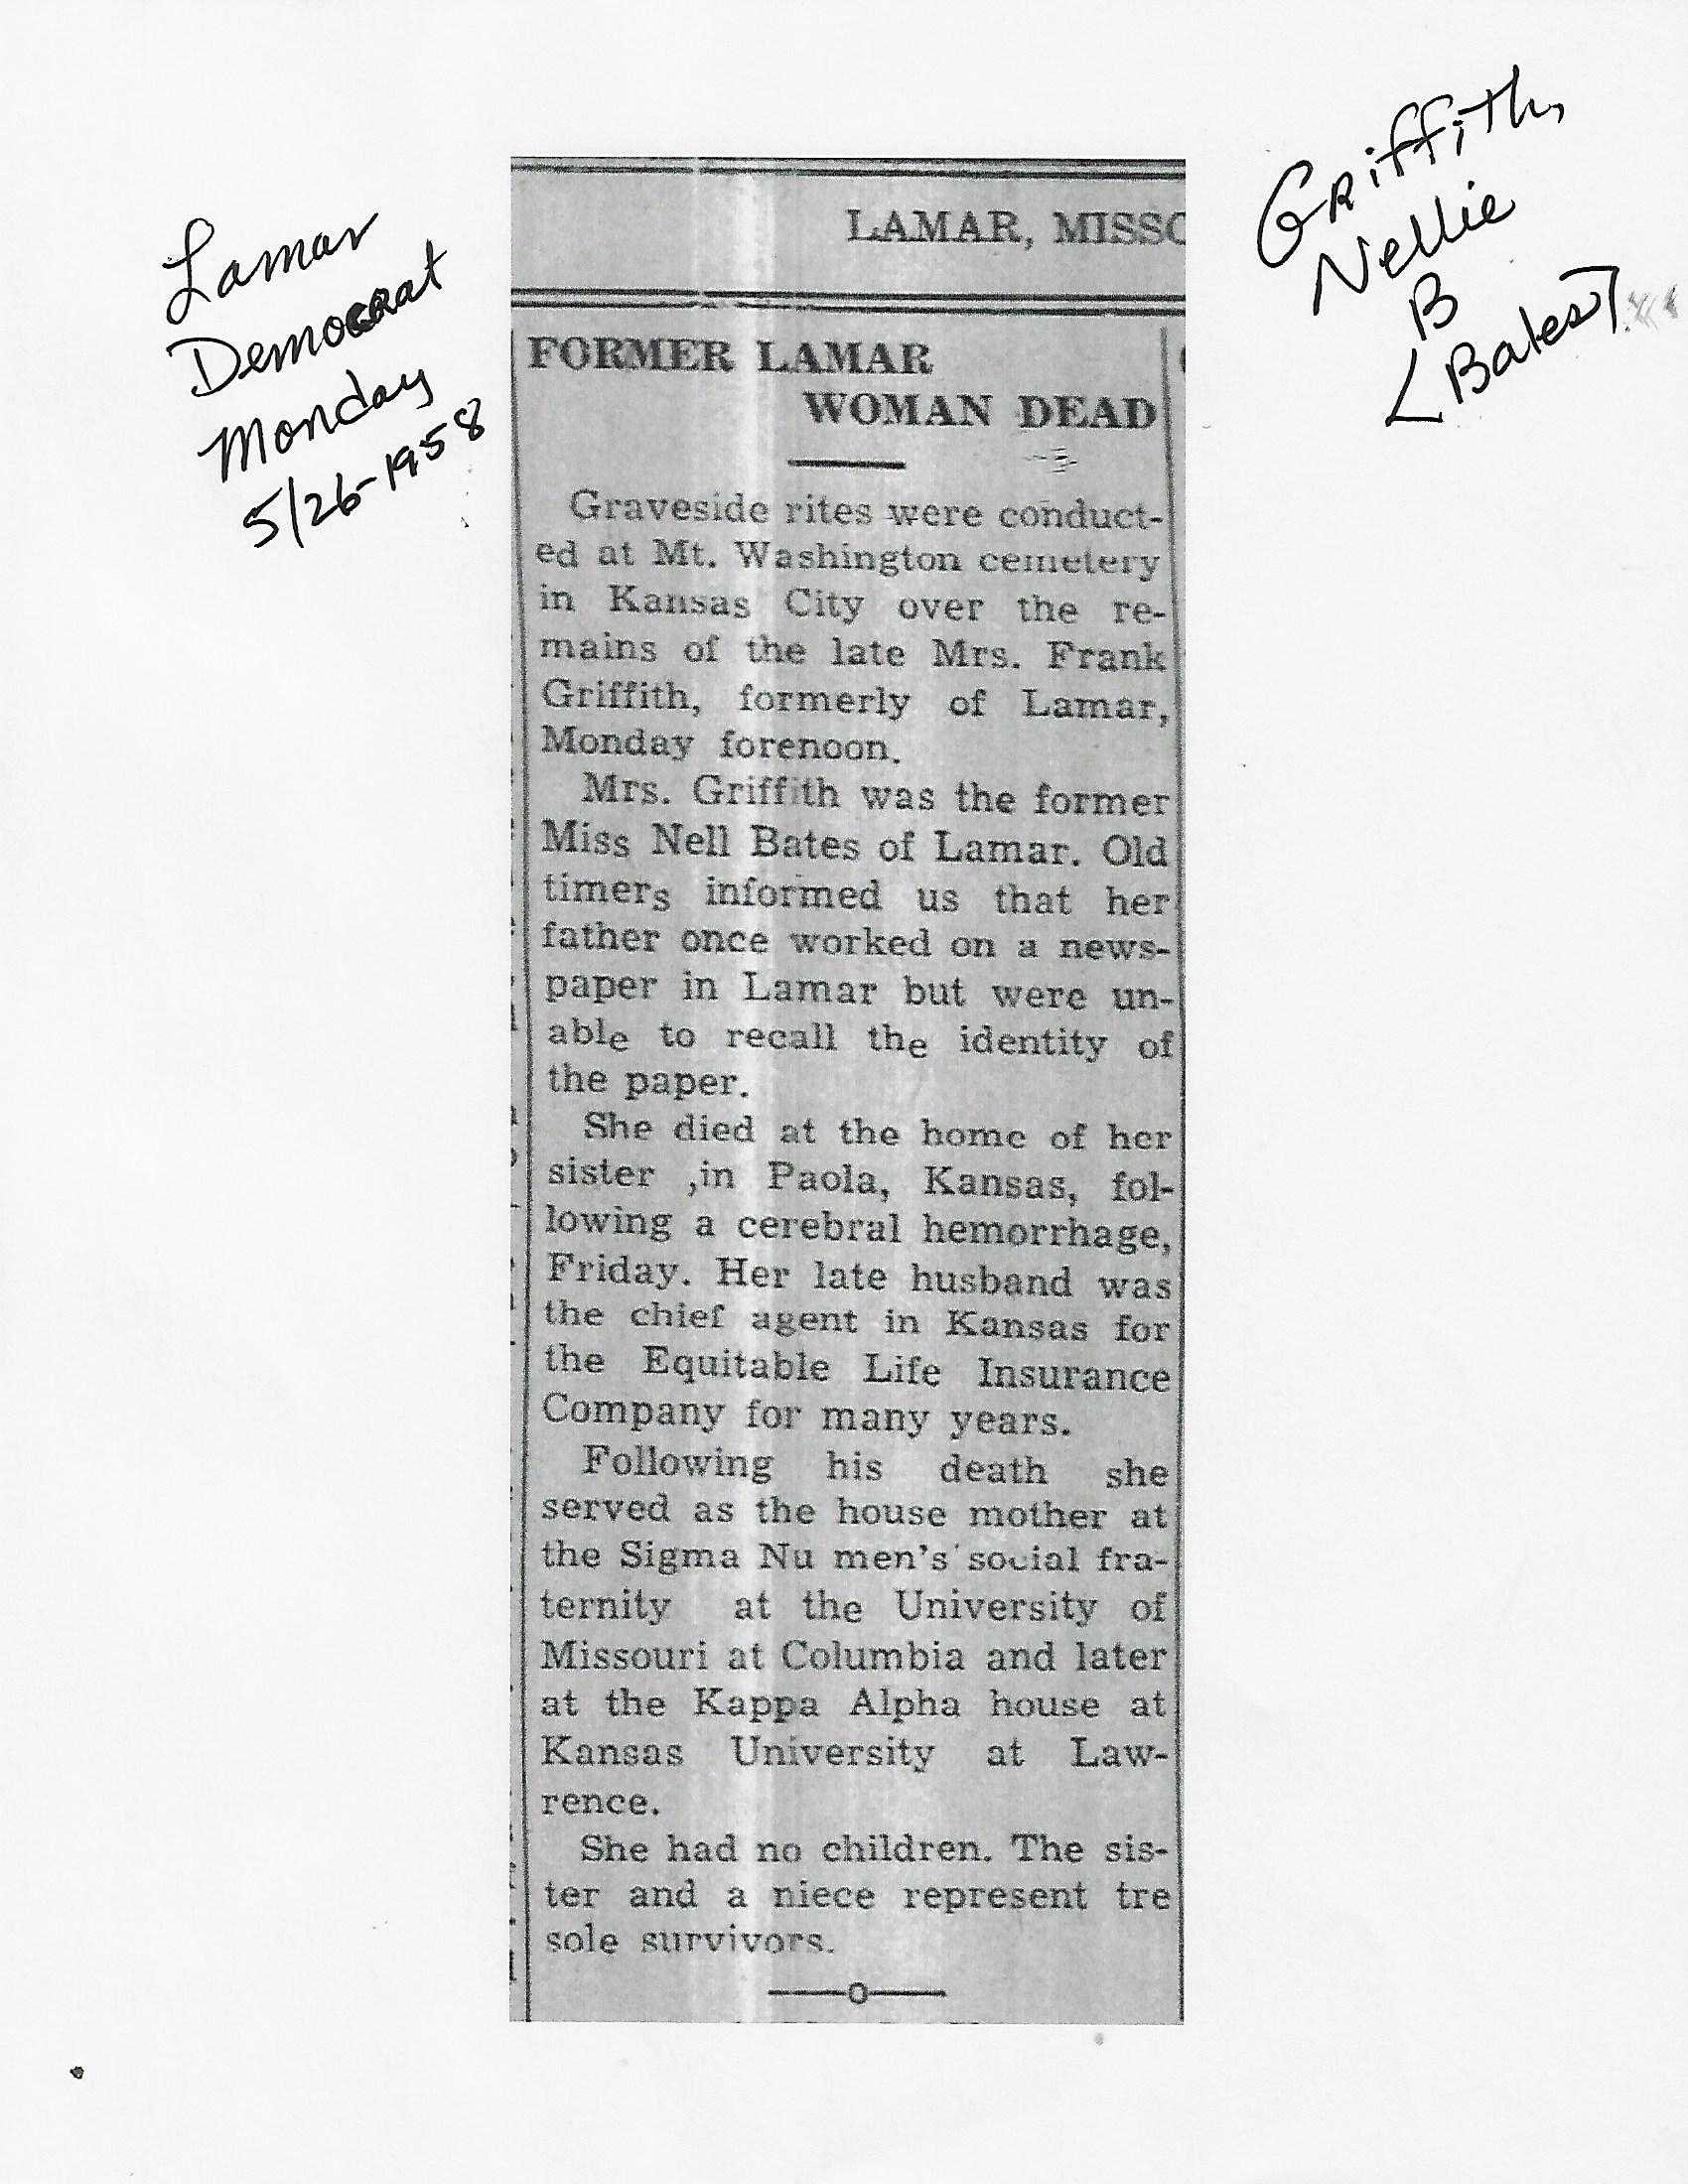 Lamar
Democrat
Monday
5/26-1958
Griffith,
Nellie
B
<Bates>
LAMAR, MISSO
FORMER LAMAR
WOMAN DEAD
Graveside rites were conduct-
ed at Mt. Washington cemetery
in Kansas City over the re-
mains of the late Mrs. Frank
Griffith, formerly of Lamar,
Monday forenoon.
Mrs. Griffith was the former
Miss Nell Bates of Lamar. Old
timers informed us that her
father once worked on a news-
paper in Lamar but were un-
able to recall the identity of
the paper.
She died at the home of her
sister ,in Paola, Kansas, fol-
lowing a cerebral hemorrhage,
Friday. Her late husband was
the chief agent in Kansas for
the Equitable Life Insurance
Company for many years.
Following his death she
served as the house mother at
the Sigma Nu men's social fra-
ternity at the University of
Missouri at Columbia and later
at the Kappa Alpha house at
Kansas University at Law-
rence.
She had no children. The sis-
ter and a niece represent tre
sole survivors.